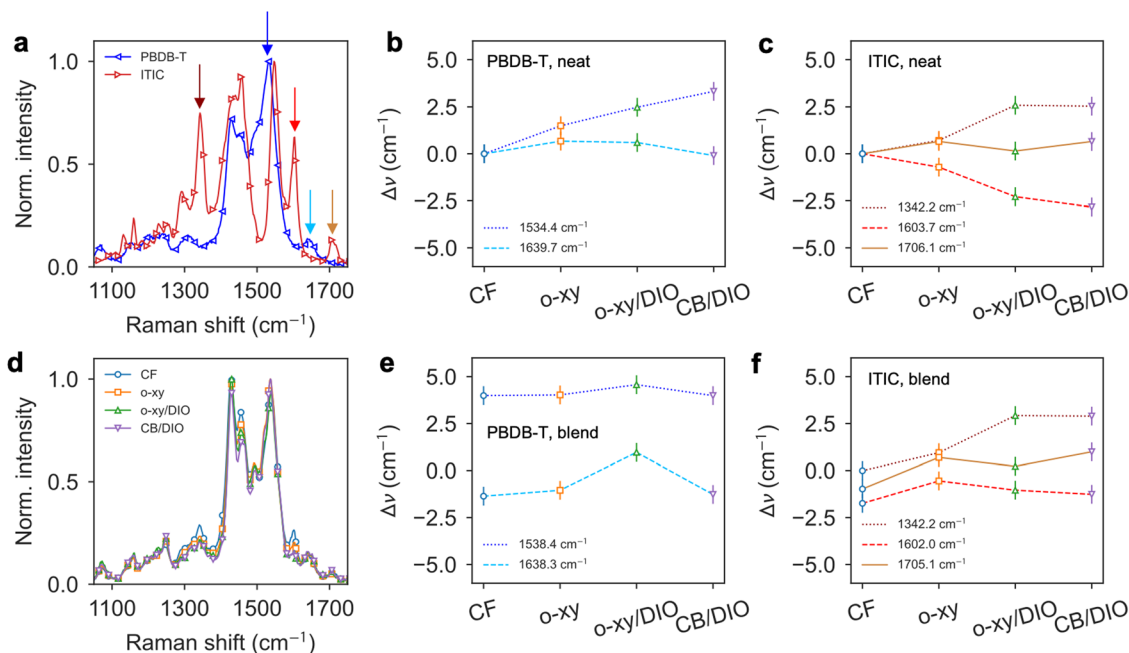 a
PBDB-T
ITIC
Norm. intensity
1.0
0.5
0.0
1100 1300 1500 1700
Raman shift (cm⁻¹)
b
PBDB-T, neat
Δν (cm⁻¹)
5.0
2.5
0.0
−2.5
−5.0
1534.4 cm⁻¹
1639.7 cm⁻¹
CF o-xy o-xy/DIO CB/DIO
c
ITIC, neat
Δν (cm⁻¹)
5.0
2.5
0.0
−2.5
−5.0
1342.2 cm⁻¹
1603.7 cm⁻¹
1706.1 cm⁻¹
CF o-xy o-xy/DIO CB/DIO
d
CF
o-xy
o-xy/DIO
CB/DIO
Norm. intensity
1.0
0.5
0.0
1100 1300 1500 1700
Raman shift (cm⁻¹)
e
PBDB-T, blend
Δν (cm⁻¹)
5.0
2.5
0.0
−2.5
−5.0
1538.4 cm⁻¹
1638.3 cm⁻¹
CF o-xy o-xy/DIO CB/DIO
f
ITIC, blend
Δν (cm⁻¹)
5.0
2.5
0.0
−2.5
−5.0
1342.2 cm⁻¹
1602.0 cm⁻¹
1705.1 cm⁻¹
CF o-xy o-xy/DIO CB/DIO